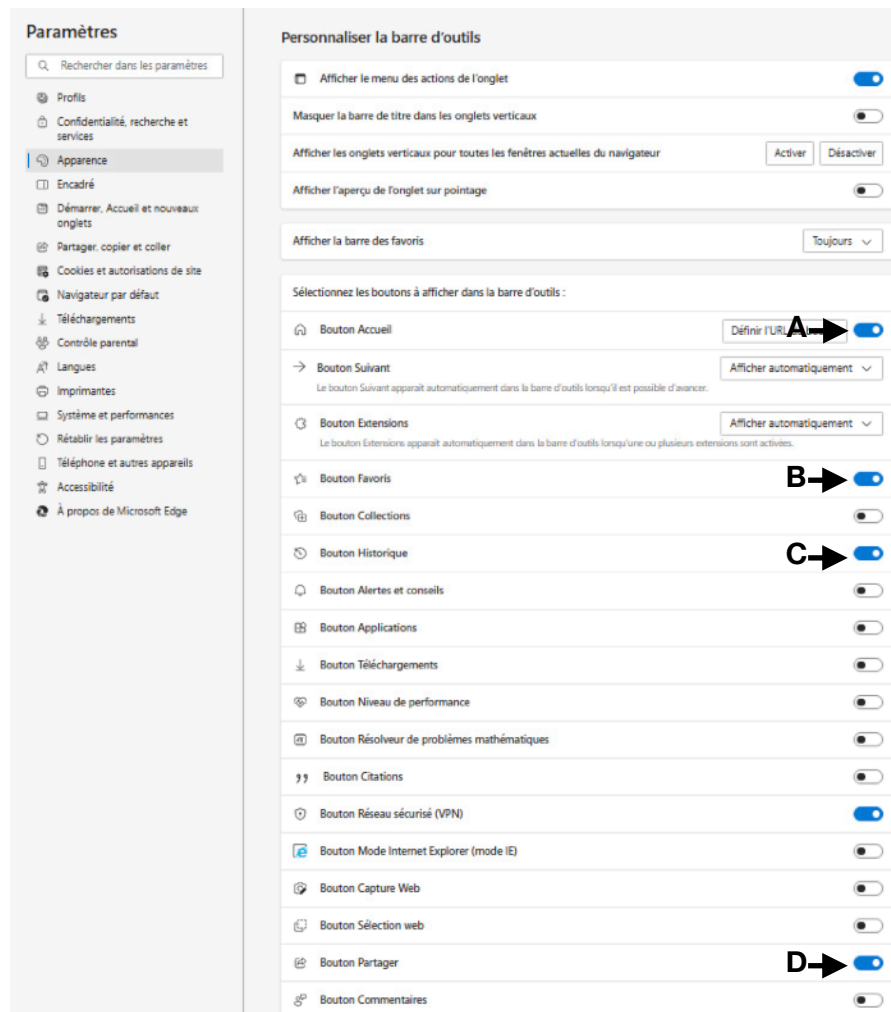 Paramètres
Rechercher dans les paramètres
Profils
Confidentialité, recherche et
services
Apparence
Encadré
Démarrer, Accueil et nouveaux
onglets
Partager, copier et coller
Cookies et autorisations de site
Navigateur par défaut
Téléchargements
Contrôle parental
Langues
Imprimantes
Système et performances
Rétablir les paramètres
Téléphone et autres appareils
Accessibilité
À propos de Microsoft Edge
Personnaliser la barre d'outils
Afficher le menu des actions de l'onglet
Masquer la barre de titre dans les onglets verticaux
Afficher les onglets verticaux pour toutes les fenêtres actuelles du navigateur Activer Désactiver
Afficher l'aperçu de l'onglet sur pointage
Afficher la barre des favoris Toujours
Sélectionnez les boutons à afficher dans la barre d'outils :
Bouton Accueil Définir l'URL A
Bouton Suivant Afficher automatiquement
Le bouton Suivant apparait automatiquement dans la barre d'outils lorsqu'il est possible d'avancer.
Bouton Extensions Afficher automatiquement
Le bouton Extensions apparait automatiquement dans la barre d'outils lorsqu'une ou plusieurs extensions sont activées.
Bouton Favoris B
Bouton Collections
Bouton Historique C
Bouton Alertes et conseils
Bouton Applications
Bouton Téléchargements
Bouton Niveau de performance
Bouton Résolveur de problèmes mathématiques
Bouton Citations
Bouton Réseau sécurisé (VPN)
Bouton Mode Internet Explorer (mode IE)
Bouton Capture Web
Bouton Sélection web
Bouton Partager D
Bouton Commentaires